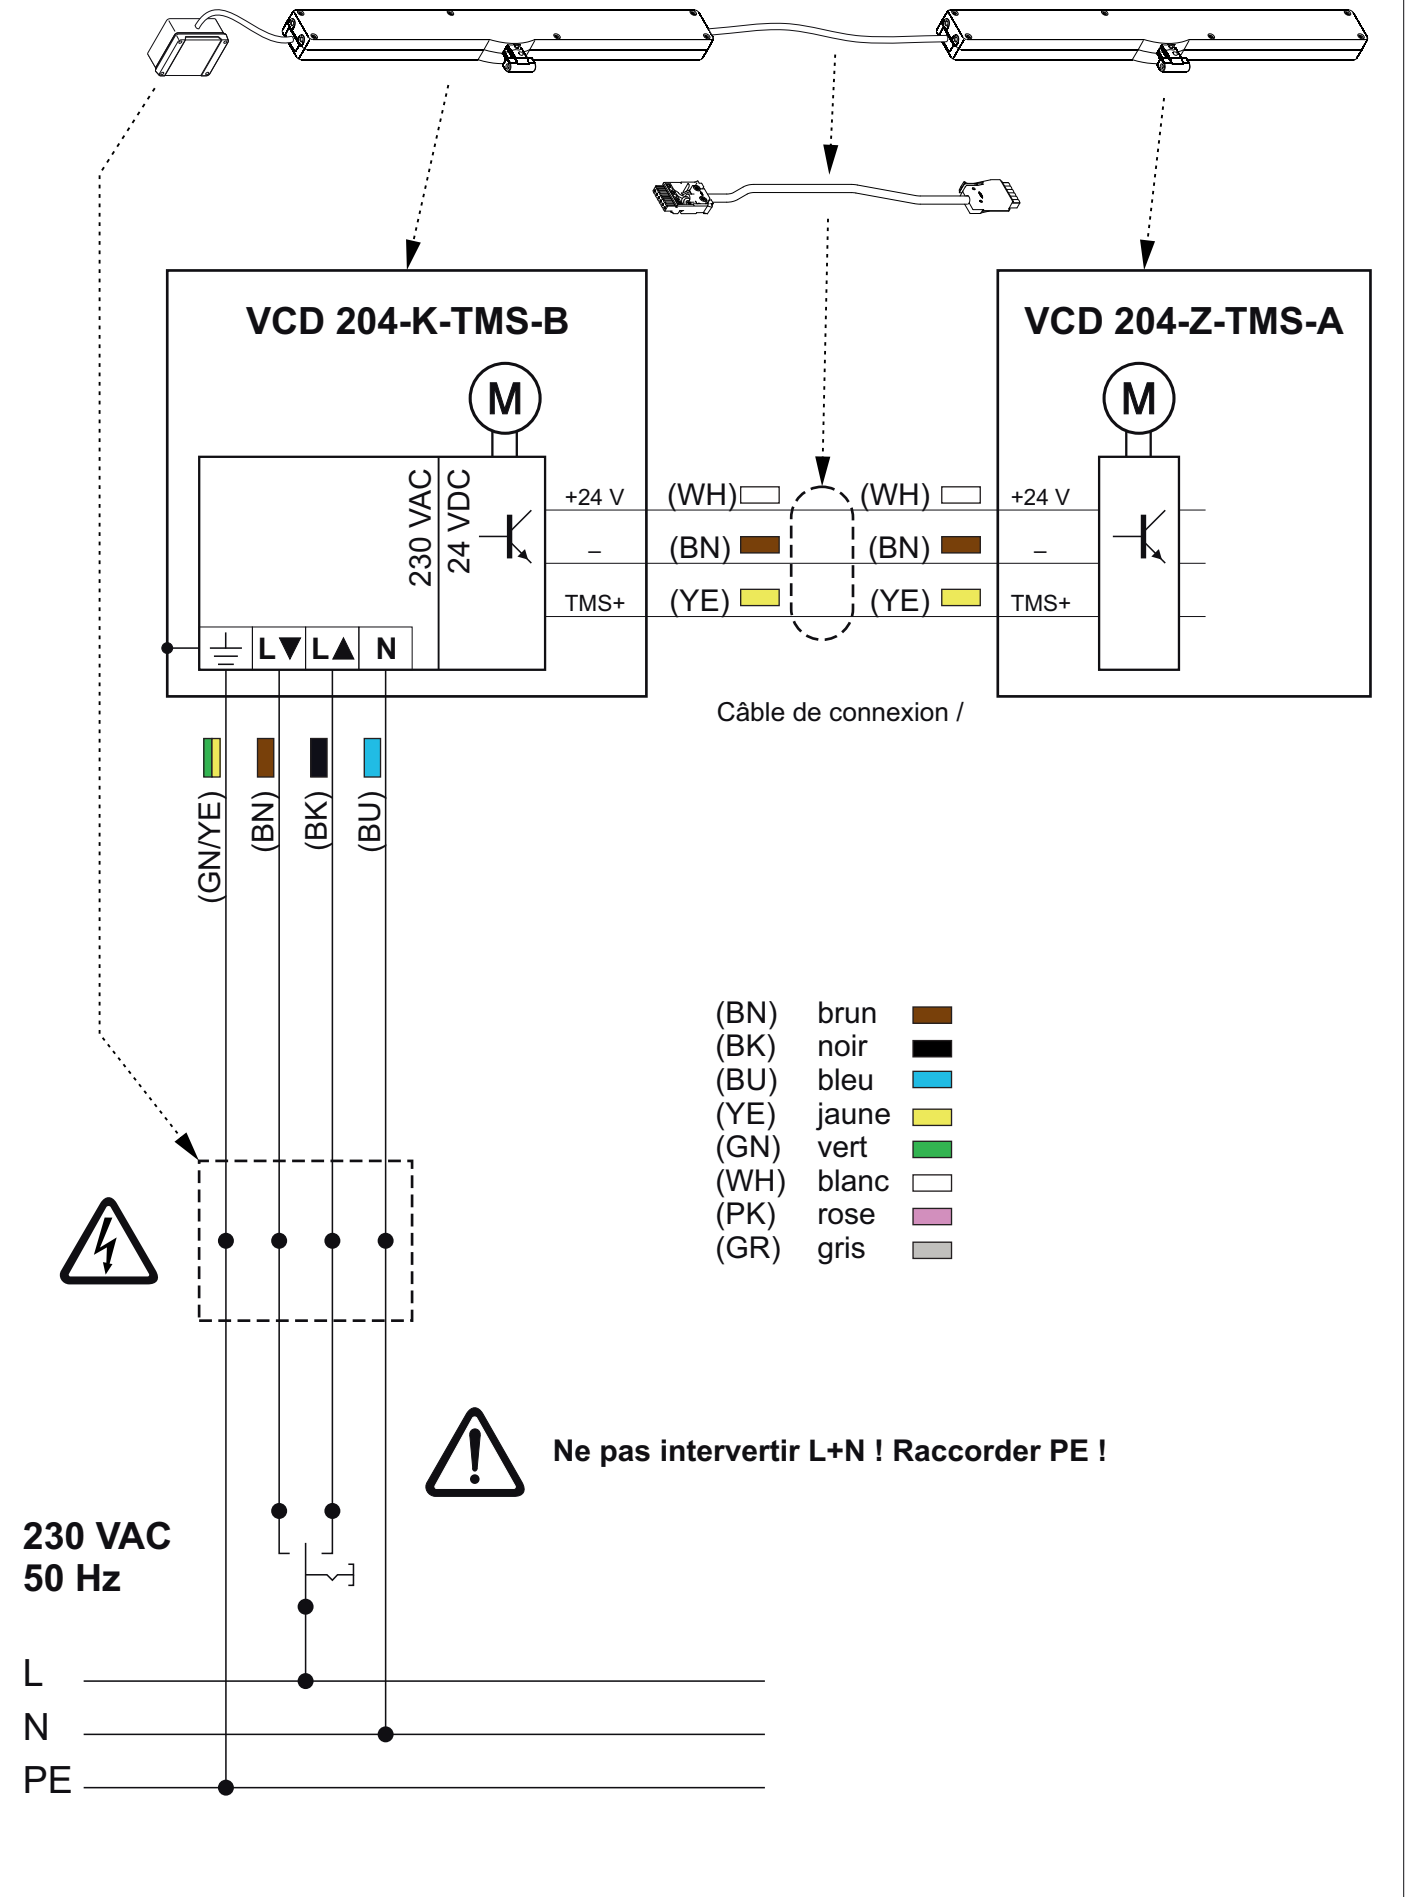 VCD 204-K-TMS-B
VCD 204-Z-TMS-A
M
M
230 VAC
24 VDC
+24 V
(WH)
(WH)
+24 V
–
(BN)
(BN)
–
TMS+
(YE)
(YE)
TMS+
L▼
L▲
N
Câble de connexion /
(GN/YE)
(BN)
(BK)
(BU)
(BN) brun
(BK) noir
(BU) bleu
(YE) jaune
(GN) vert
(WH) blanc
(PK) rose
(GR) gris
Ne pas intervertir L+N ! Raccorder PE !
230 VAC
50 Hz
L
N
PE